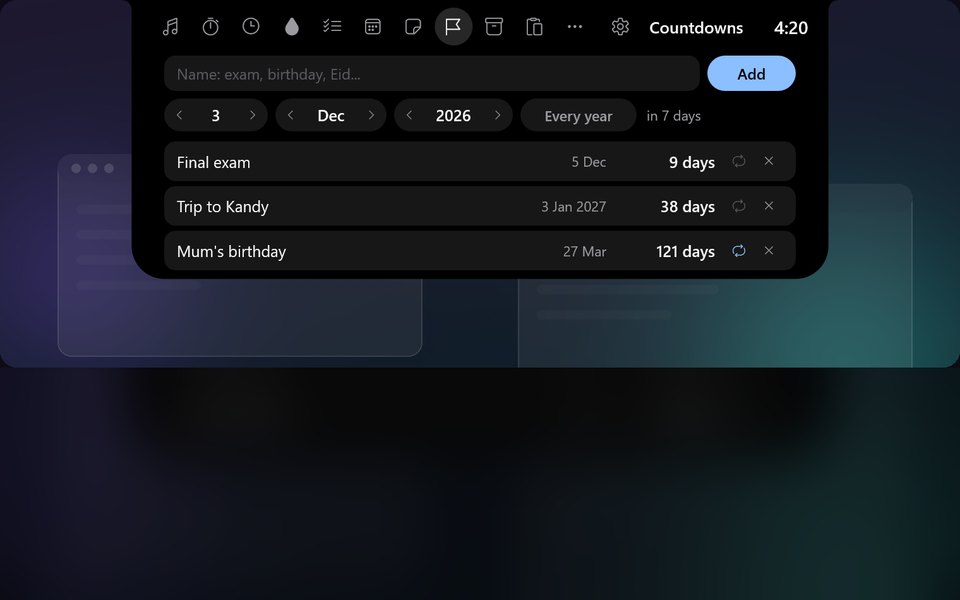 Countdowns 4:20
Name: exam, birthday, Eid...
Add
3 Dec 2026 Every year in 7 days
Final exam 5 Dec 9 days
Trip to Kandy 3 Jan 2027 38 days
Mum's birthday 27 Mar 121 days